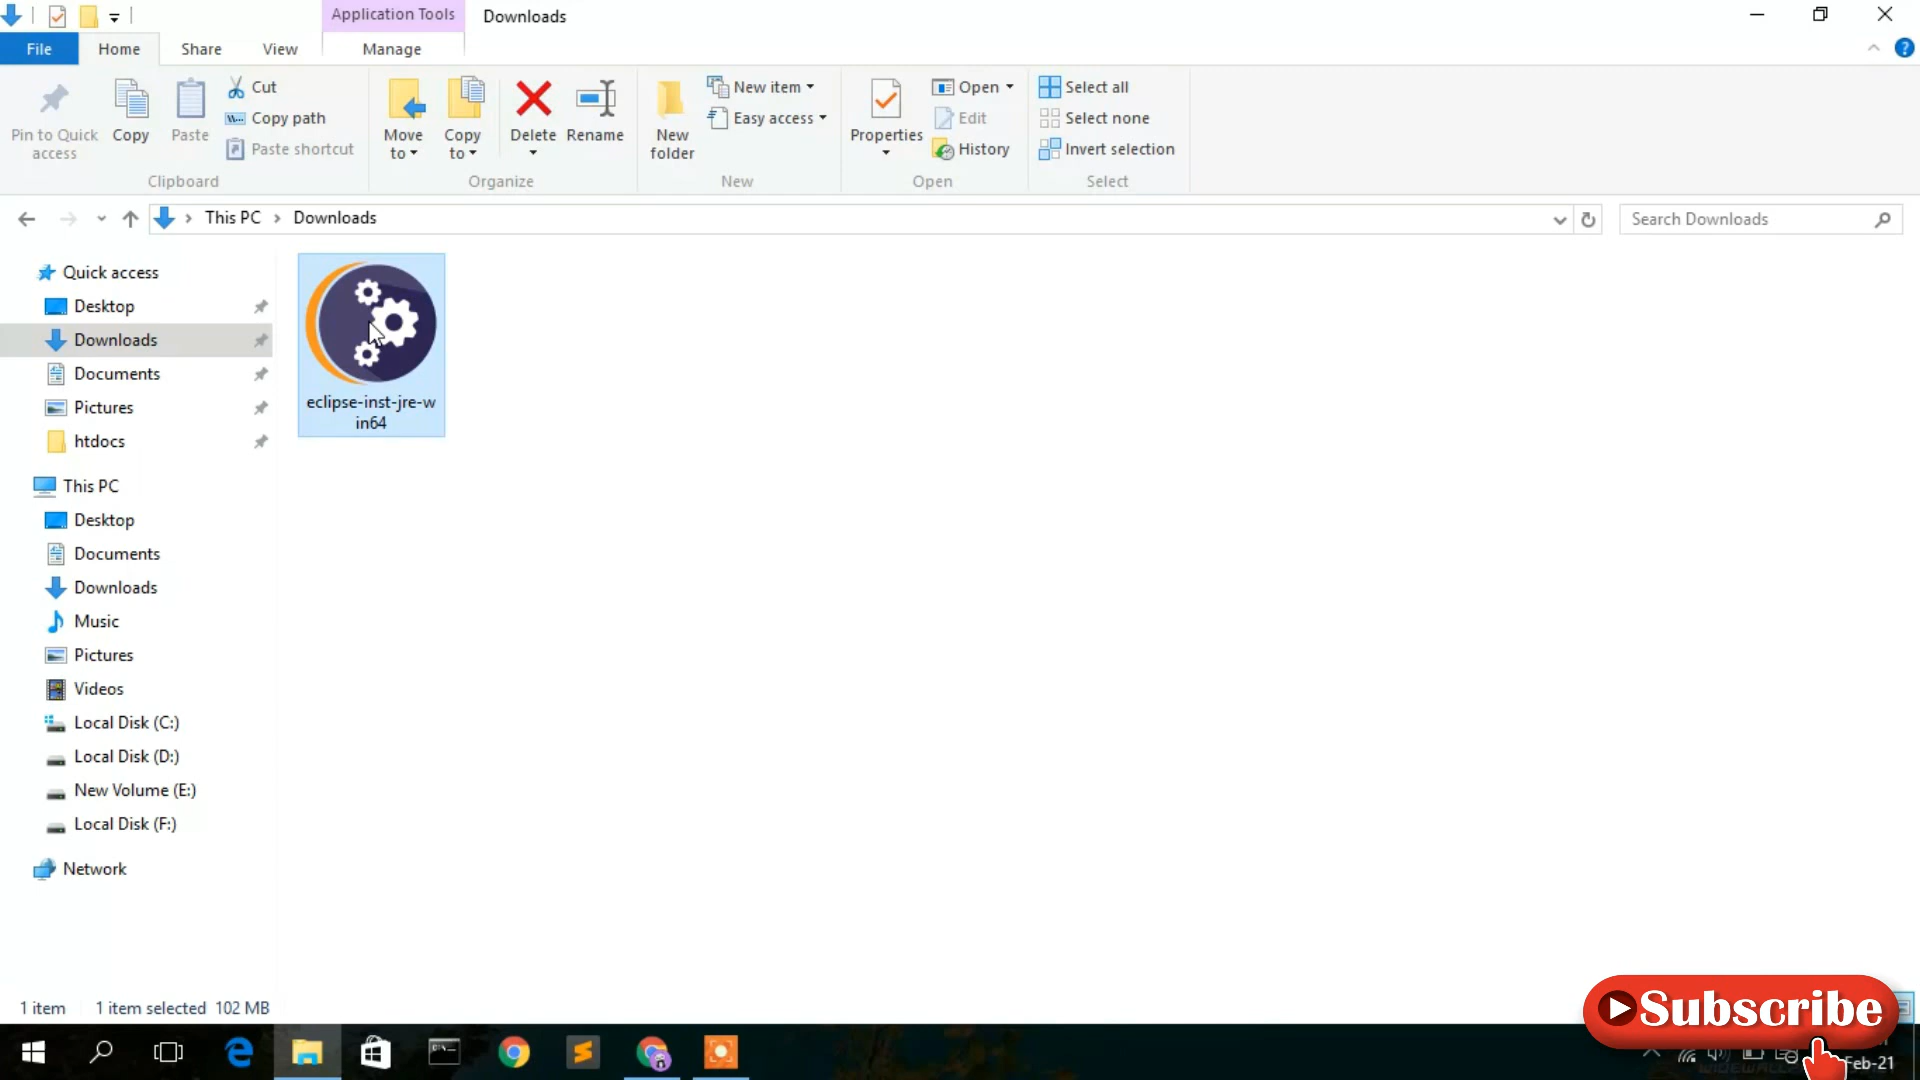 Application Tools
Downloads
File
Home
Share
View
Manage
Pin to Quick
access
Copy
Paste
Cut
Copy path
Paste shortcut
Clipboard
Move
to
Copy
to
Delete
Rename
Organize
New
folder
New item
Easy access
New
Properties
Open
Edit
History
Open
Select all
Select none
Invert selection
Select
This PC
Downloads
Search Downloads
Quick access
Desktop
Downloads
Documents
Pictures
htdocs
This PC
Desktop
Documents
Downloads
Music
Pictures
Videos
Local Disk (C:)
Local Disk (D:)
New Volume (E:)
Local Disk (F:)
Network
eclipse-inst-jre-w
in64
1 item
1 item selected 102 MB
Subscribe
Feb-21